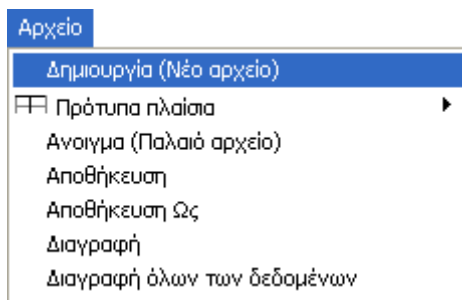 Αρχείο
Δημιουργία (Νέο αρχείο)
Πρότυπα πλαίσια
Ανοιγμα (Παλαιό αρχείο)
Αποθήκευση
Αποθήκευση Ως
Διαγραφή
Διαγραφή όλων των δεδομένων